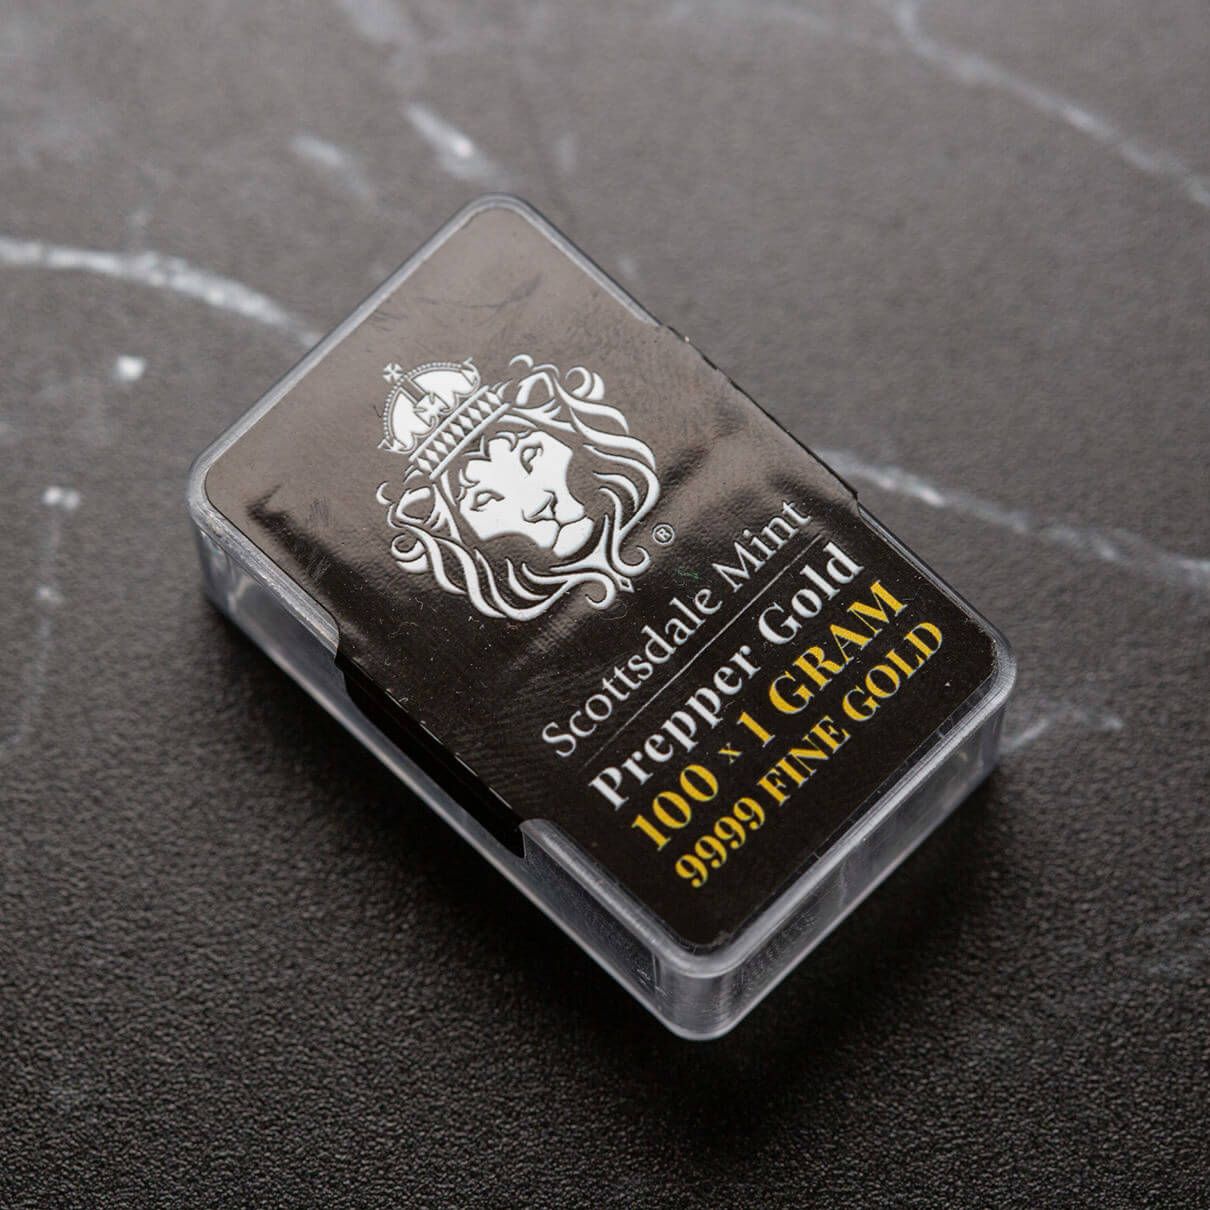 ®
Scottsdale Mint
Prepper Gold
100 x 1 GRAM
9999 FINE GOLD